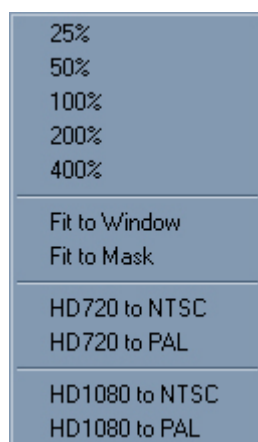 25%
50%
100%
200%
400%
Fit to Window
Fit to Mask
HD720 to NTSC
HD720 to PAL
HD1080 to NTSC
HD1080 to PAL